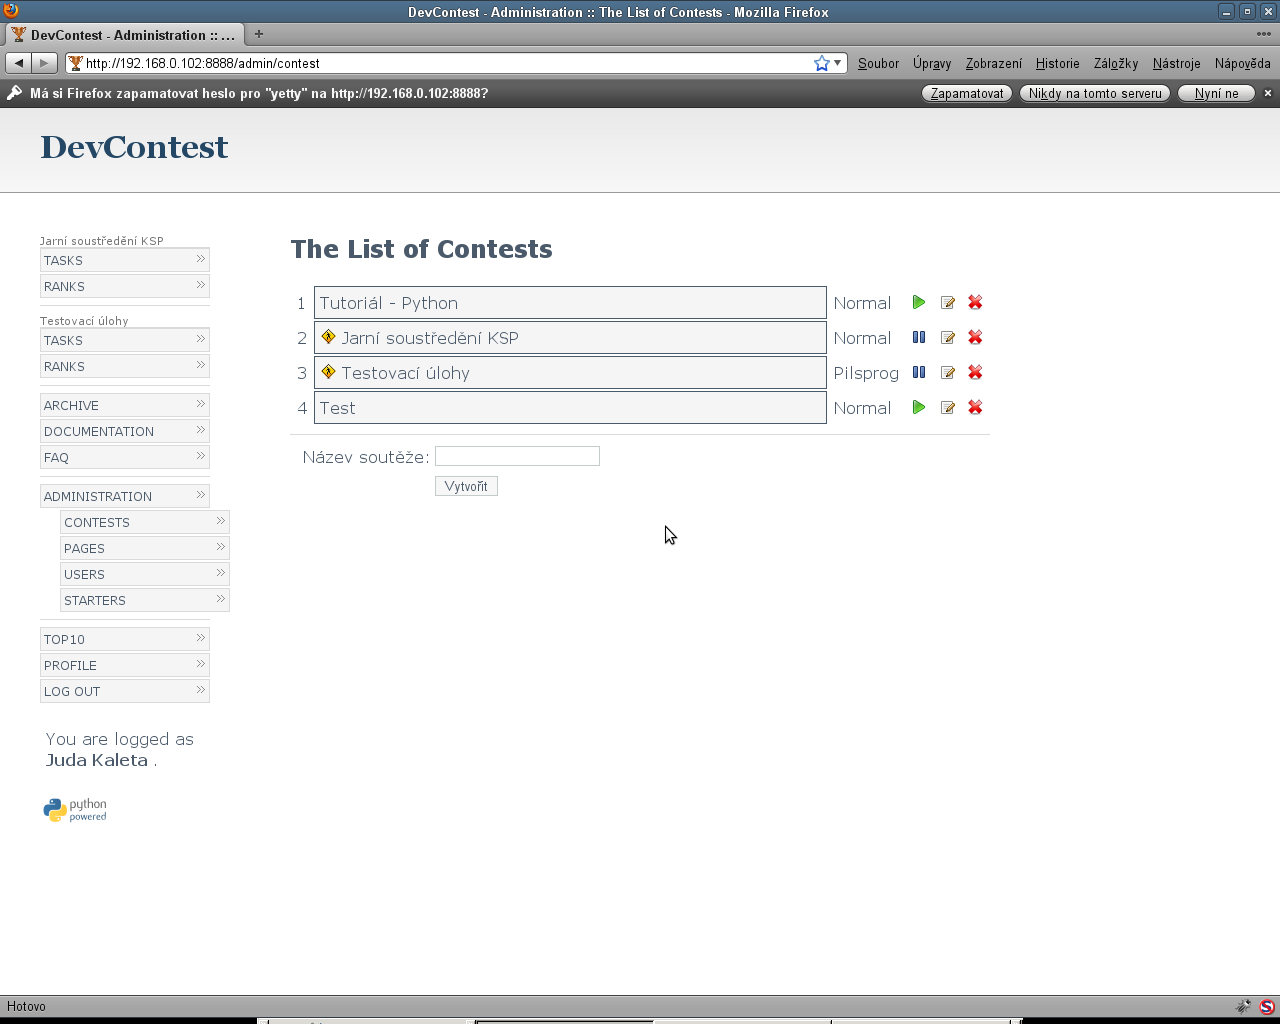 DevContest - Administration :: The List of Contests - Mozilla Firefox
DevContest - Administration :: ...
http://192.168.0.102:8888/admin/contest
Soubor Úpravy Zobrazení Historie Záložky Nástroje Nápověda
Má si Firefox zapamatovat heslo pro "yetty" na http://192.168.0.102:8888?
Zapamatovat Nikdy na tomto serveru Nyní ne
DevContest
Jarní soustředění KSP
TASKS
RANKS
Testovací úlohy
TASKS
RANKS
ARCHIVE
DOCUMENTATION
FAQ
ADMINISTRATION
CONTESTS
PAGES
USERS
STARTERS
TOP10
PROFILE
LOG OUT
You are logged as
Juda Kaleta .
python
powered
The List of Contests
1 Tutoriál - Python Normal
2 Jarní soustředění KSP Normal
3 Testovací úlohy Pilsprog
4 Test Normal
Název soutěže:
Vytvořit
Hotovo